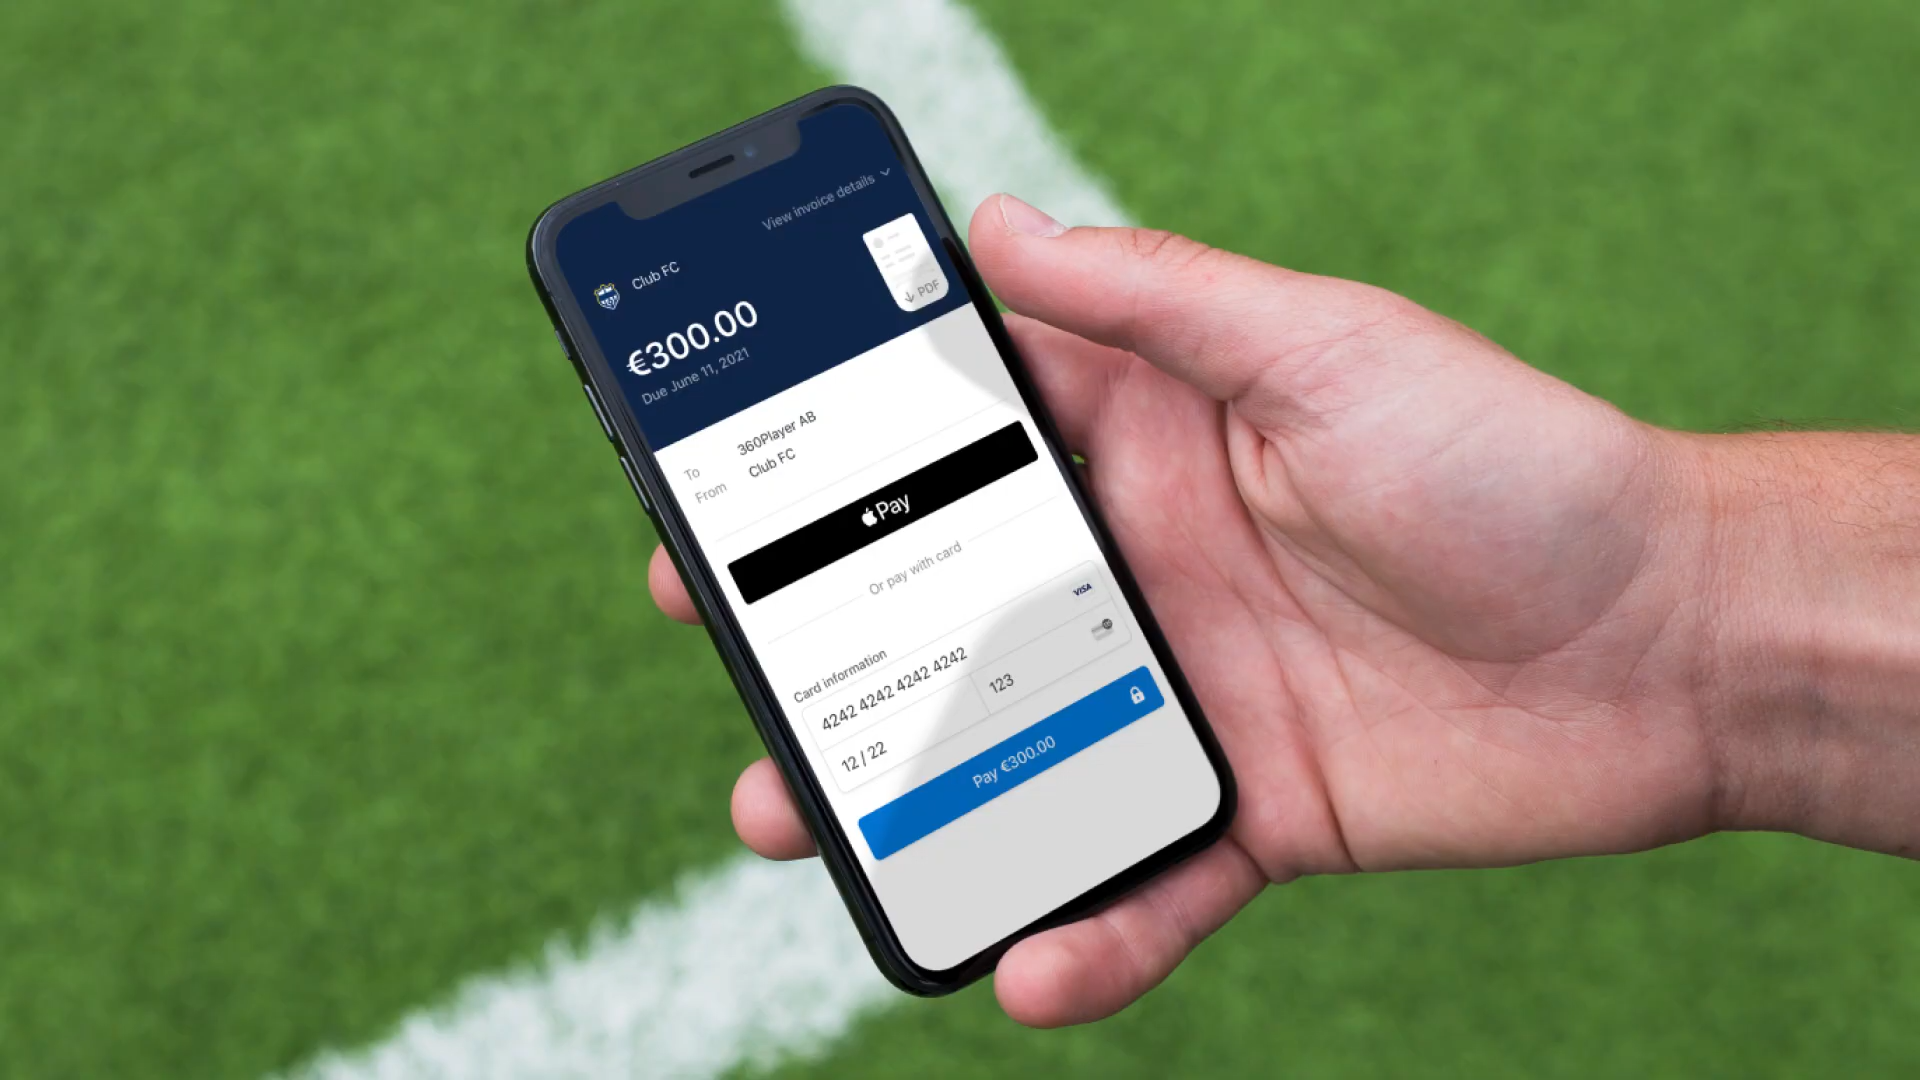 View invoice details
Club FC
€300.00
Due June 11, 2021
PDF
To 360Player AB
From Club FC
Pay
Or pay with card
Card information
4242 4242 4242 4242
VISA
12 / 22
123
Pay €300.00